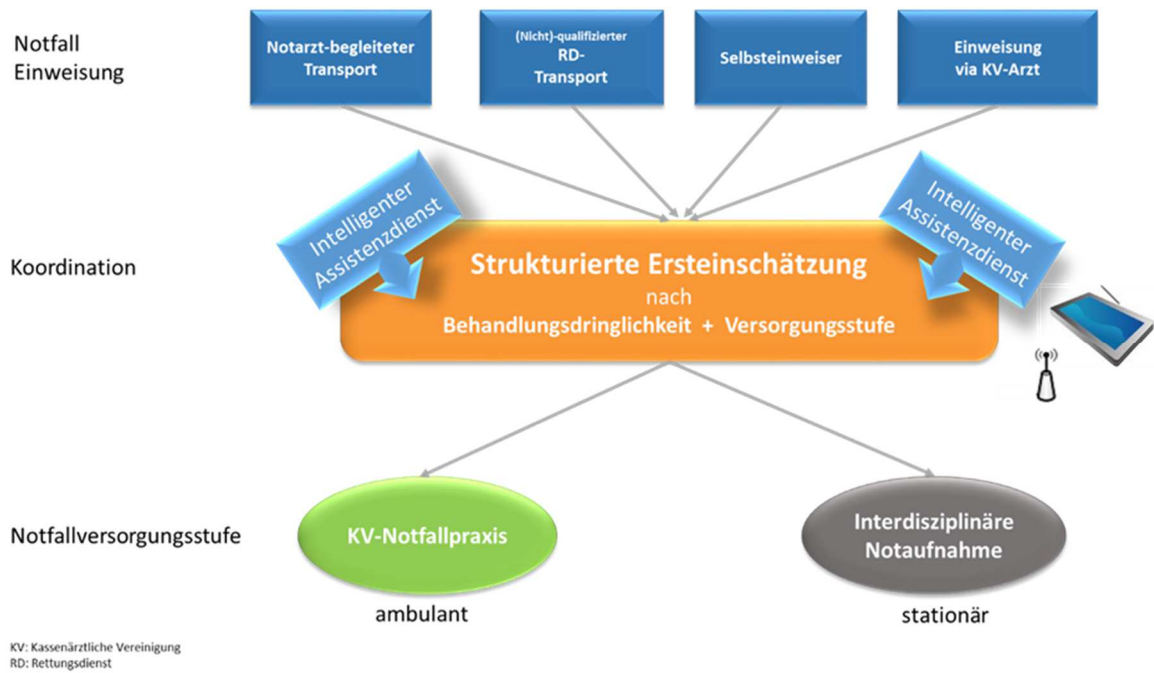 Notfall
Einweisung
Notarzt-begleiteter
Transport
(Nicht)-qualifizierter
RD-
Transport
Selbsteinweiser
Einweisung
via KV-Arzt
Koordination
Intelligenter
Assistenzdienst
Strukturierte Ersteinschätzung
nach
Behandlungsdringlichkeit + Versorgungsstufe
Intelligenter
Assistenzdienst
Notfallversorgungsstufe
KV-Notfallpraxis
ambulant
Interdisziplinäre
Notaufnahme
stationär
KV: Kassenärztliche Vereinigung
RD: Rettungsdienst